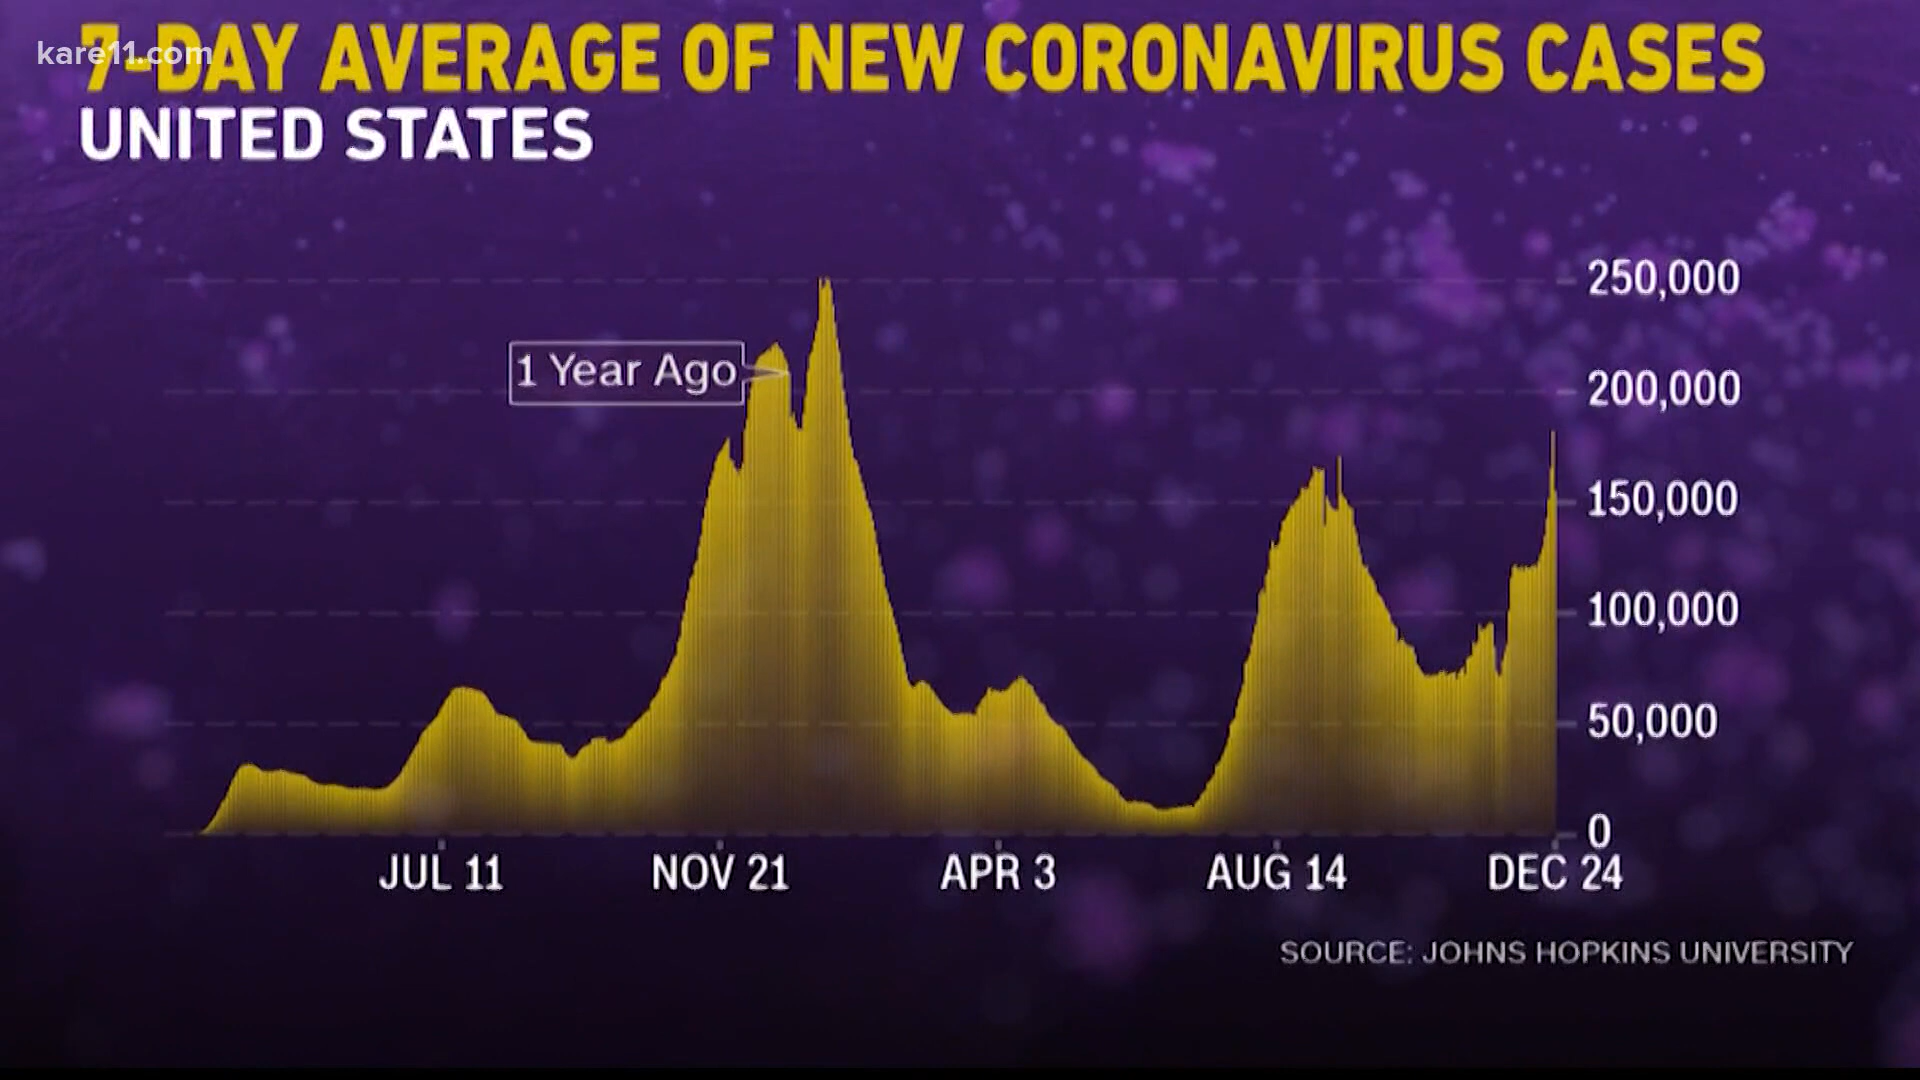 kare11.com
7-DAY AVERAGE OF NEW CORONAVIRUS CASES
UNITED STATES
250,000
1 Year Ago
200,000
150,000
100,000
50,000
0
JUL 11 NOV 21 APR 3 AUG 14 DEC 24
SOURCE: JOHNS HOPKINS UNIVERSITY